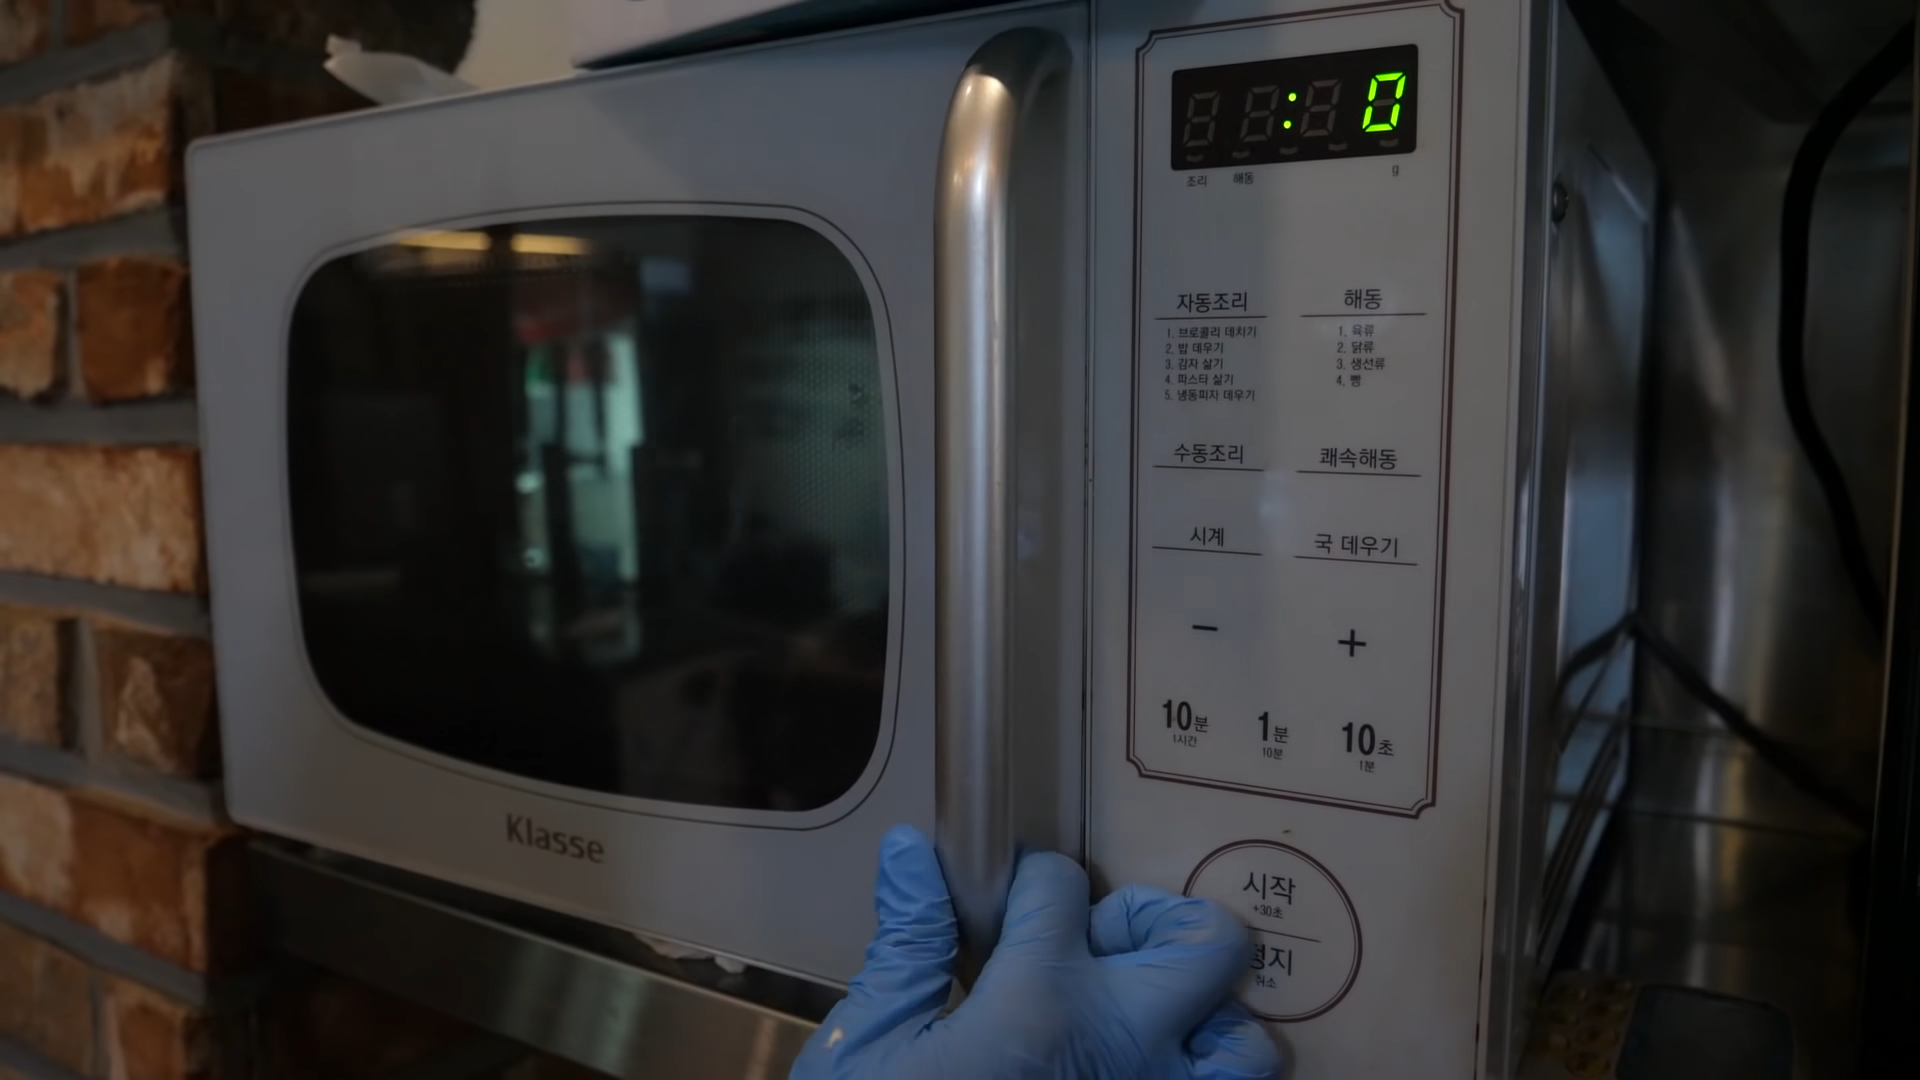 : 0
조리 해동 g
자동조리
1. 브로콜리 데치기
2. 밥 데우기
3. 감자 삶기
4. 파스타 삶기
5. 냉동피자 데우기
해동
1. 육류
2. 닭류
3. 생선류
4. 빵
수동조리
쾌속해동
시계
국 데우기
− +
10분 1분 10초
1시간 10분 1분
시작
+30초
지
취소
Klasse